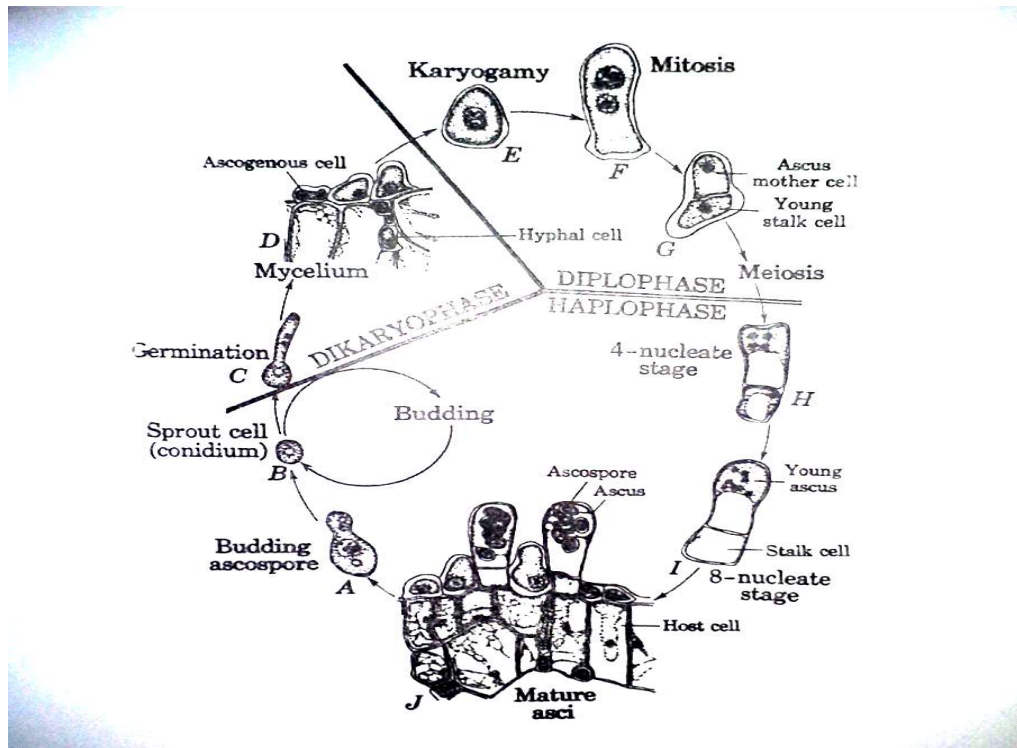 Karyogamy
Mitosis
E
F
Ascogenous cell
Ascus
mother cell
Young
stalk cell
G
D
Hyphal cell
Mycelium
Meiosis
DIPLOPHASE
HAPLOPHASE
DIKARYOPHASE
Germination
C
4-nucleate
stage
H
Budding
Sprout cell
(conidium)
B
Ascospore
Ascus
Young
ascus
Budding
ascospore
A
Stalk cell
I
8-nucleate
stage
Host cell
J
Mature
asci